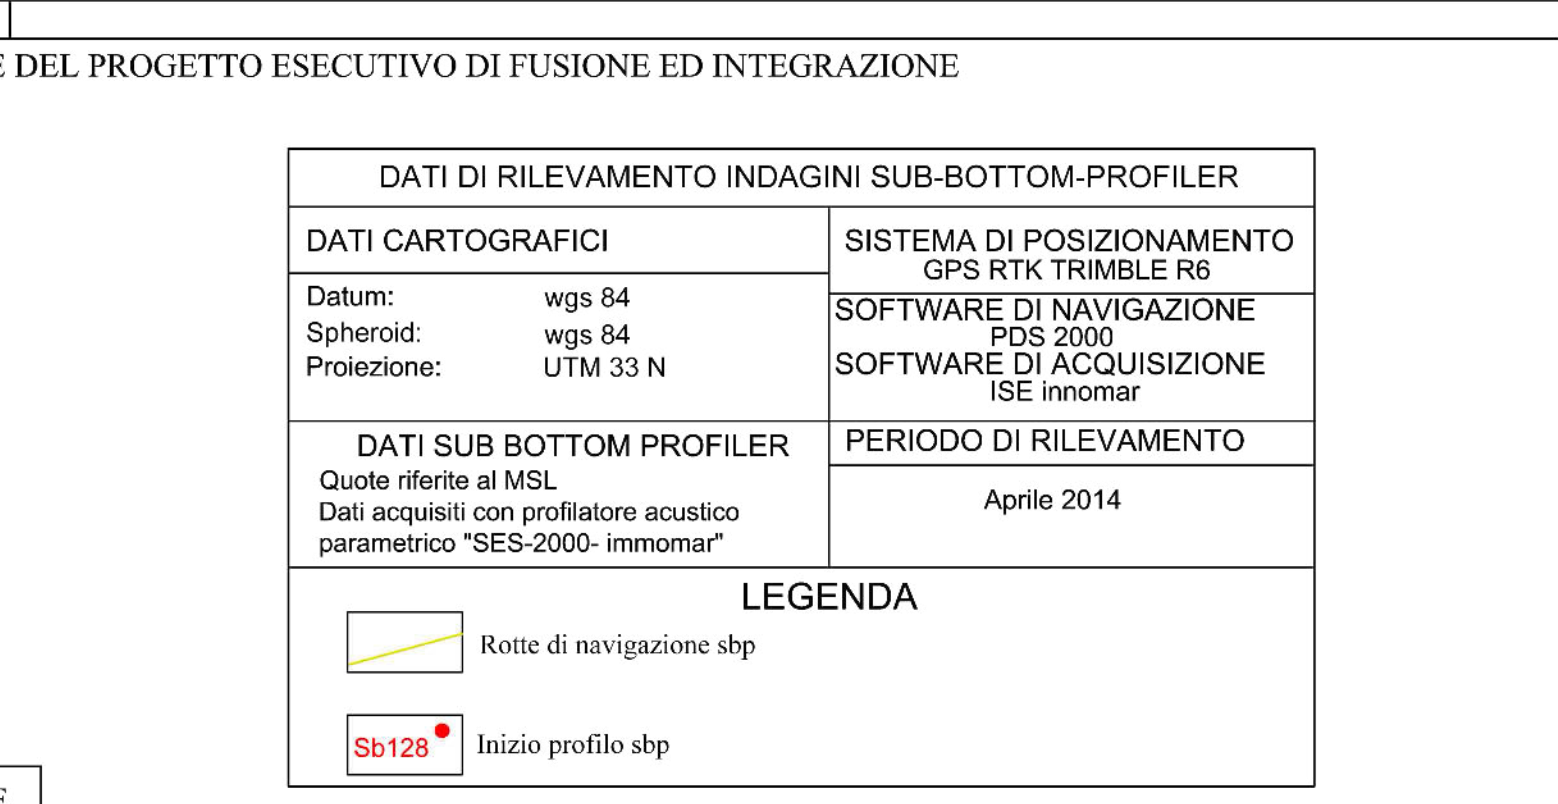 DEL PROGETTO ESECUTIVO DI FUSIONE ED INTEGRAZIONE
DATI DI RILEVAMENTO INDAGINI SUB-BOTTOM-PROFILER
DATI CARTOGRAFICI
Datum: wgs 84
Spheroid: wgs 84
Proiezione: UTM 33 N
SISTEMA DI POSIZIONAMENTO
GPS RTK TRIMBLE R6
SOFTWARE DI NAVIGAZIONE
PDS 2000
SOFTWARE DI ACQUISIZIONE
ISE innomar
DATI SUB BOTTOM PROFILER
Quote riferite al MSL
Dati acquisiti con profilatore acustico
parametrico "SES-2000- immomar"
PERIODO DI RILEVAMENTO
Aprile 2014
LEGENDA
Rotte di navigazione sbp
Sb128 Inizio profilo sbp